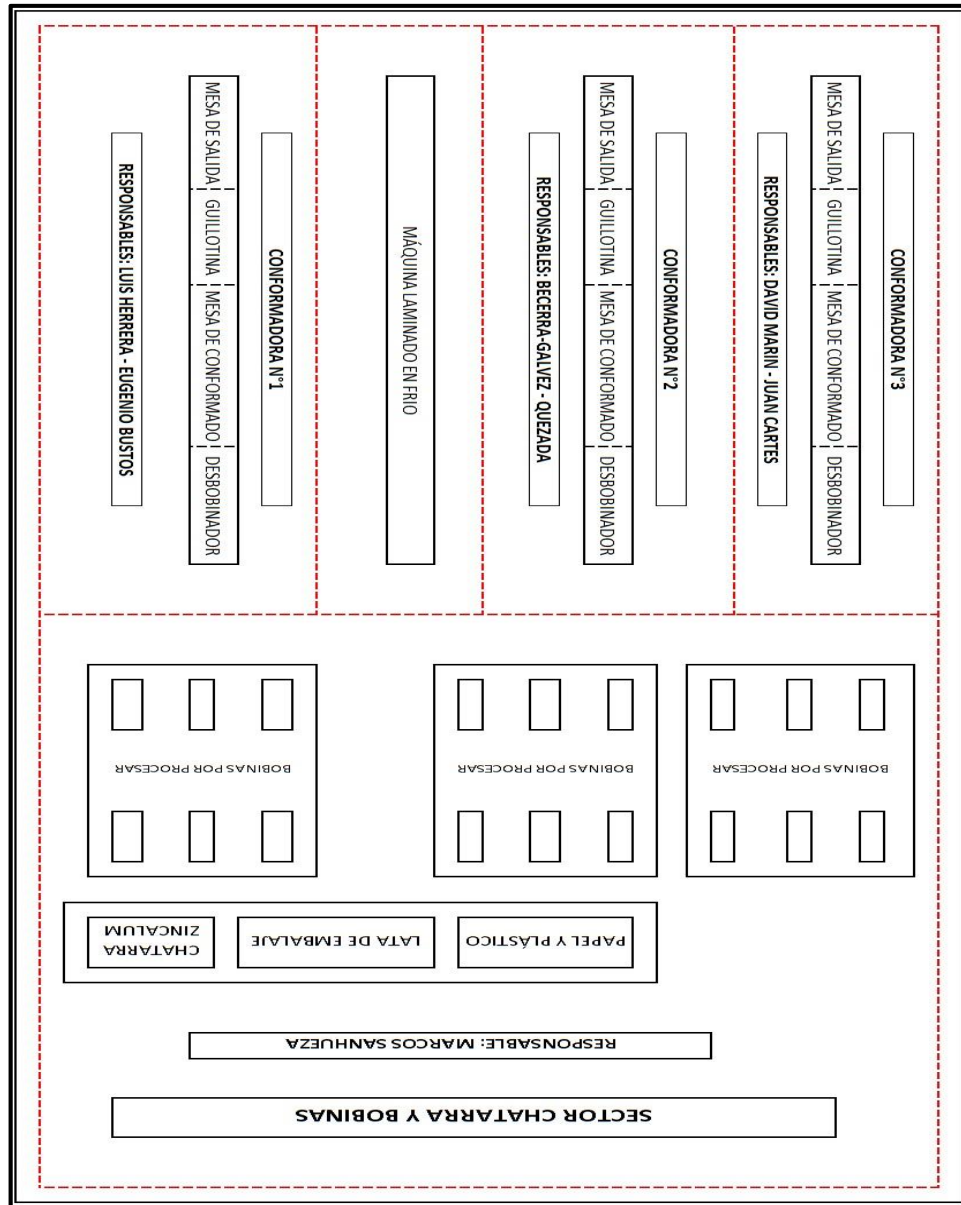 CONFORMADORA N°3
MESA DE SALIDA
GUILLOTINA
MESA DE CONFORMADO
DESBOBINADOR
RESPONSABLES: DAVID MARIN - JUAN CARTES
CONFORMADORA N°2
MESA DE SALIDA
GUILLOTINA
MESA DE CONFORMADO
DESBOBINADOR
RESPONSABLES: BECERRA-GALVEZ - QUEZADA
MÁQUINA LAMINADO EN FRIO
CONFORMADORA N°1
MESA DE SALIDA
GUILLOTINA
MESA DE CONFORMADO
DESBOBINADOR
RESPONSABLES: LUIS HERRERA - EUGENIO BUSTOS
SECTOR CHATARRA Y BOBINAS
RESPONSABLE: MARCOS SANHUEZA
PAPEL Y PLÁSTICO
LATA DE EMBALAJE
CHATARRA
ZINCALUM
BOBINAS POR PROCESAR
BOBINAS POR PROCESAR
BOBINAS POR PROCESAR